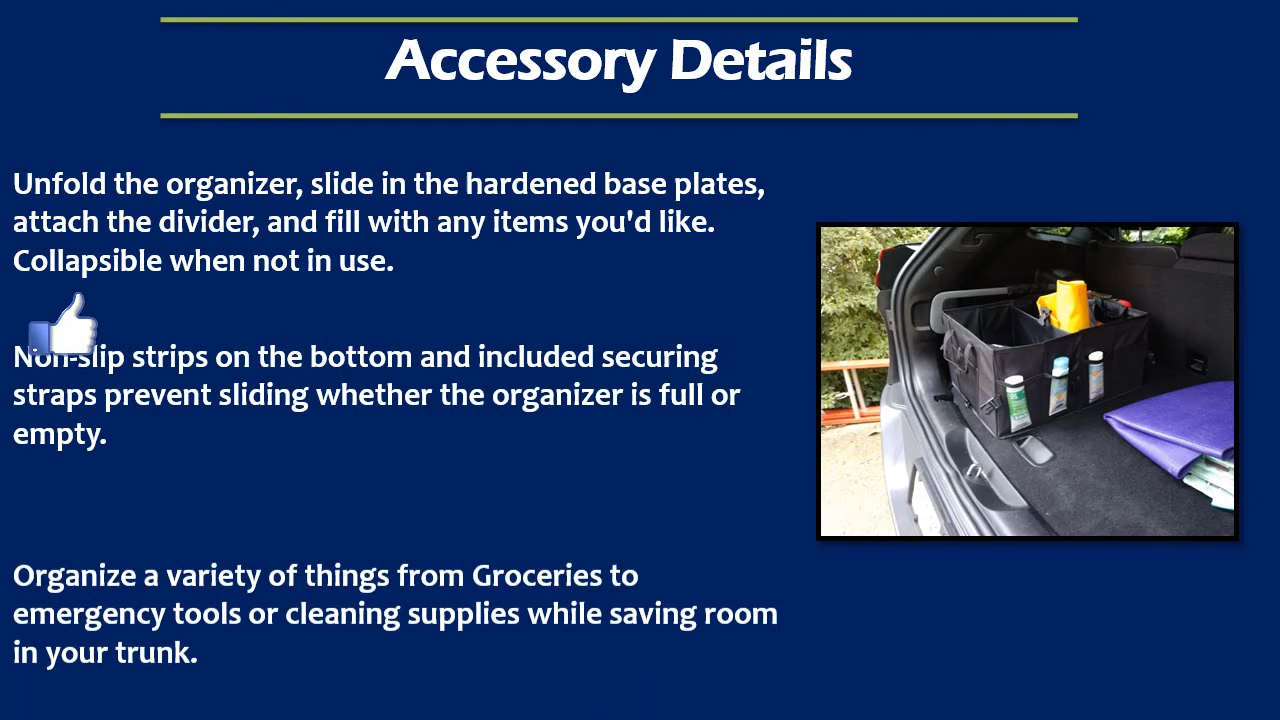 Accessory Details
Unfold the organizer, slide in the hardened base plates,
attach the divider, and fill with any items you'd like.
Collapsible when not in use.
Non-slip strips on the bottom and included securing
straps prevent sliding whether the organizer is full or
empty.
Organize a variety of things from Groceries to
emergency tools or cleaning supplies while saving room
in your trunk.